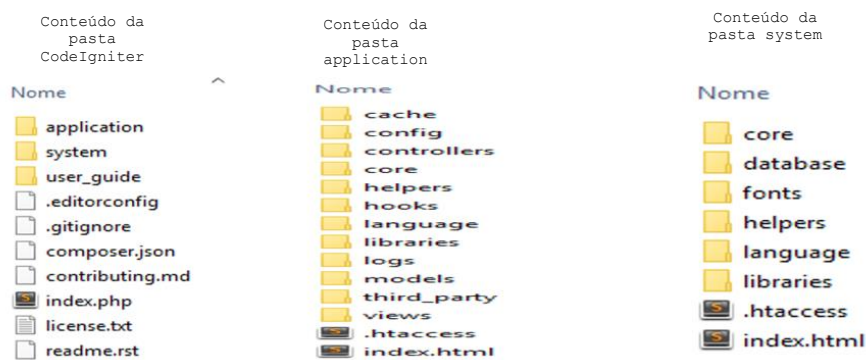 Conteúdo da
pasta
CodeIgniter
Nome
application
system
user_guide
.editorconfig
.gitignore
composer.json
contributing.md
index.php
license.txt
readme.rst
Conteúdo da
pasta
application
Nome
cache
config
controllers
core
helpers
hooks
language
libraries
logs
models
third_party
views
.htaccess
index.html
Conteúdo da
pasta system
Nome
core
database
fonts
helpers
language
libraries
.htaccess
index.html